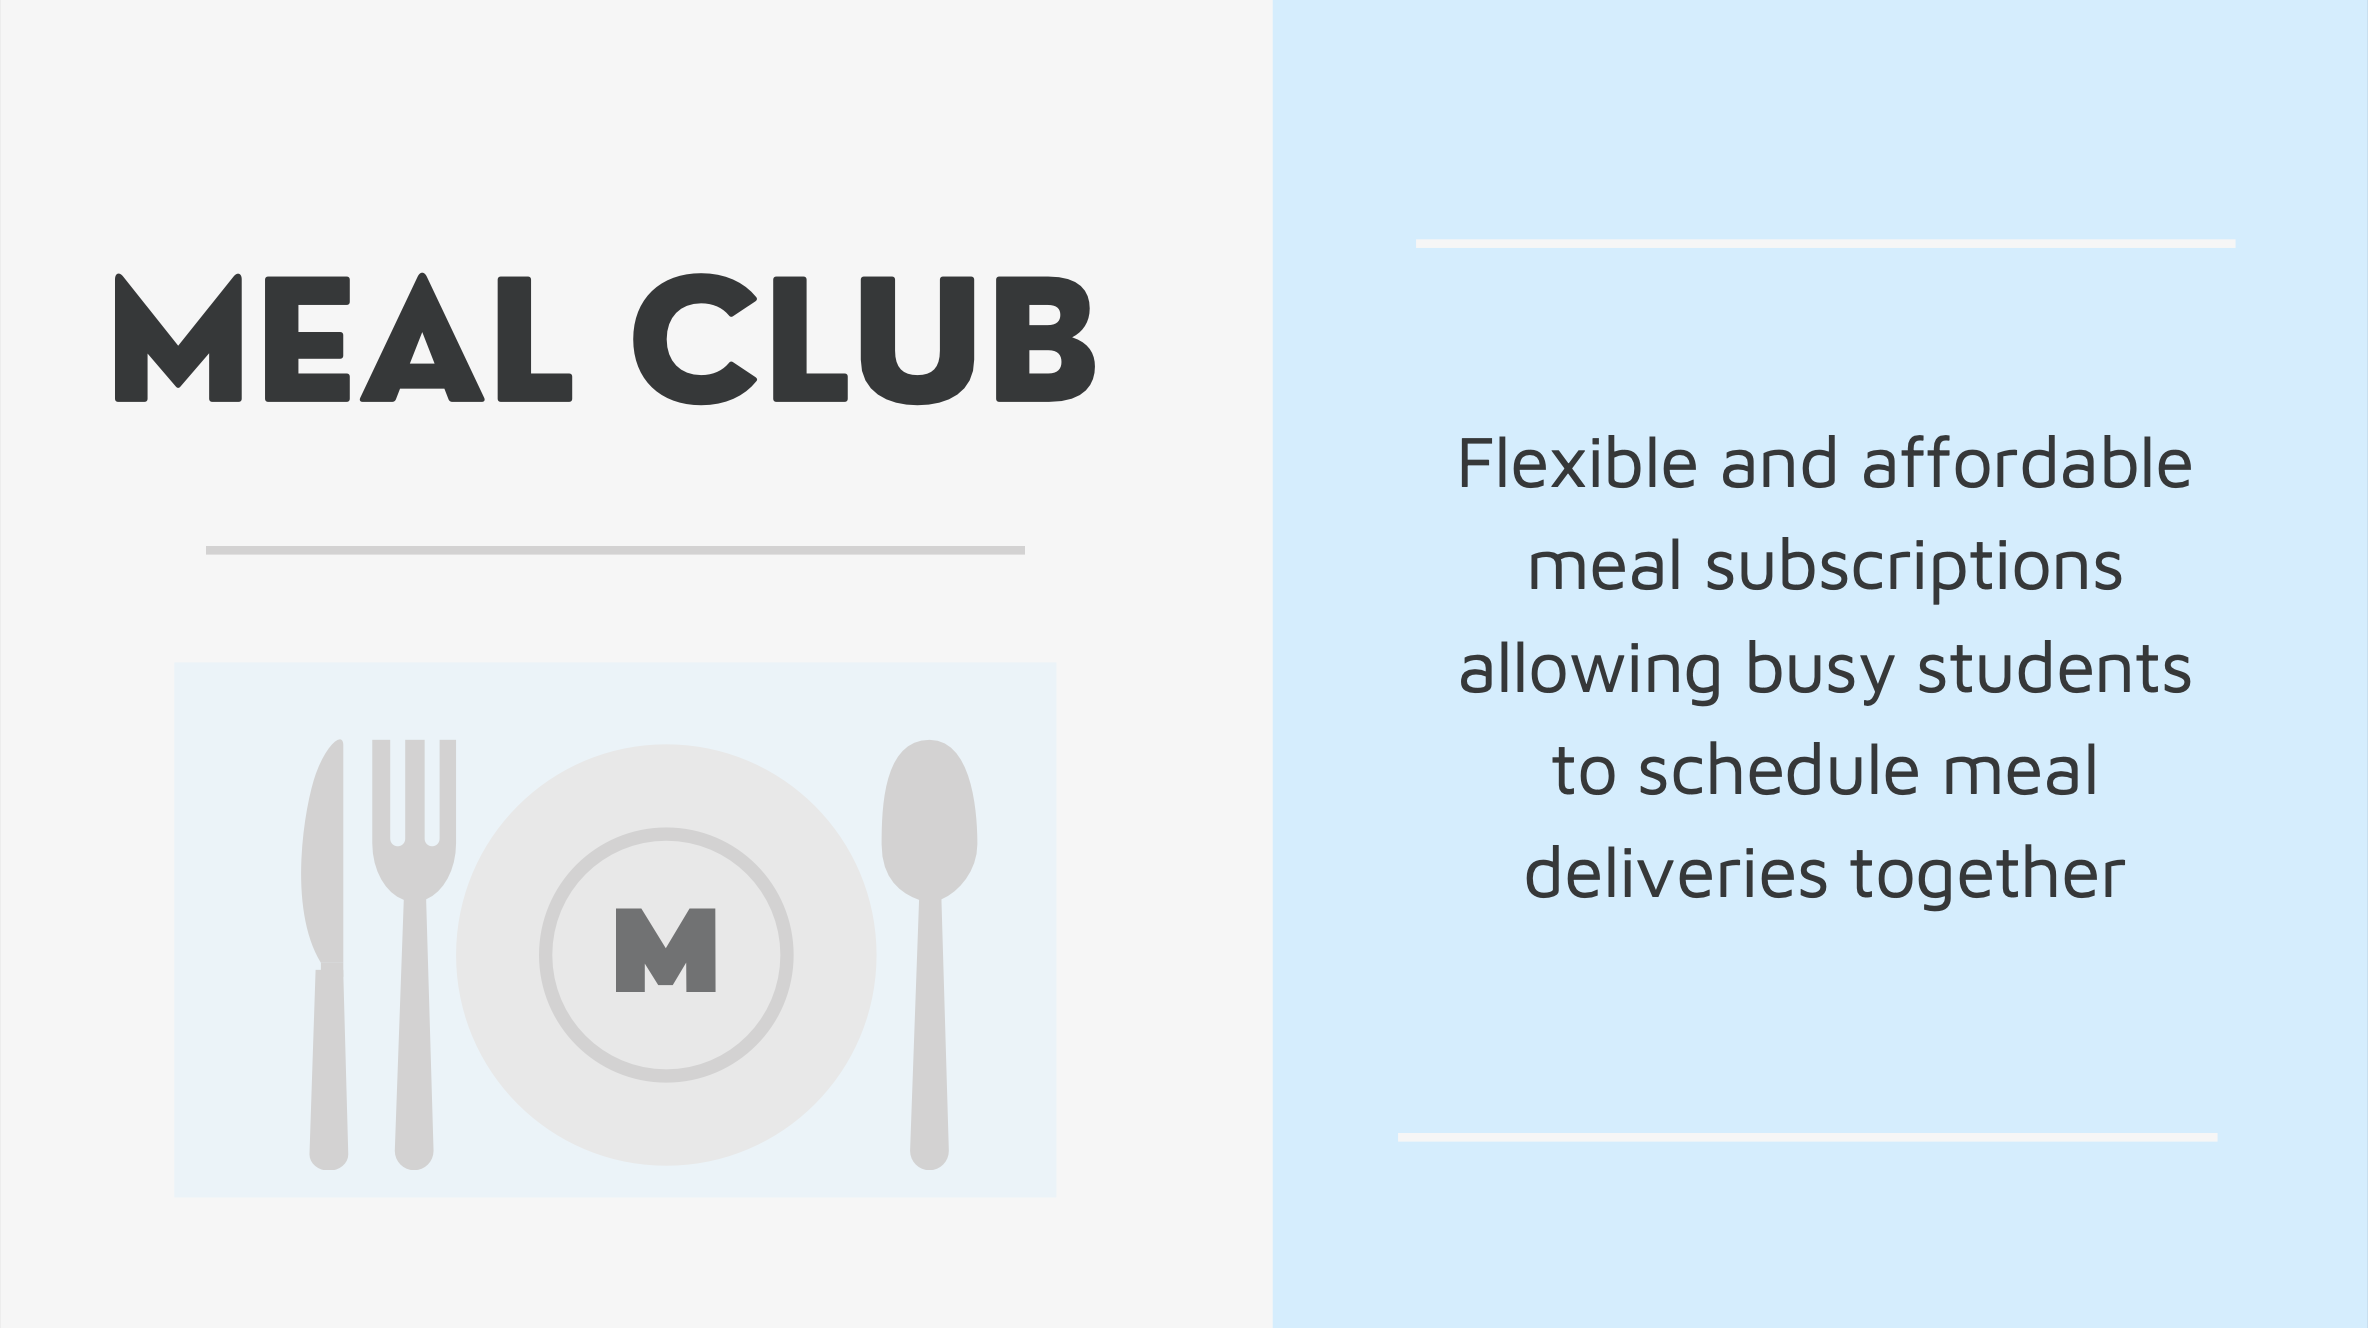 MEAL CLUB
M
Flexible and affordable
meal subscriptions
allowing busy students
to schedule meal
deliveries together